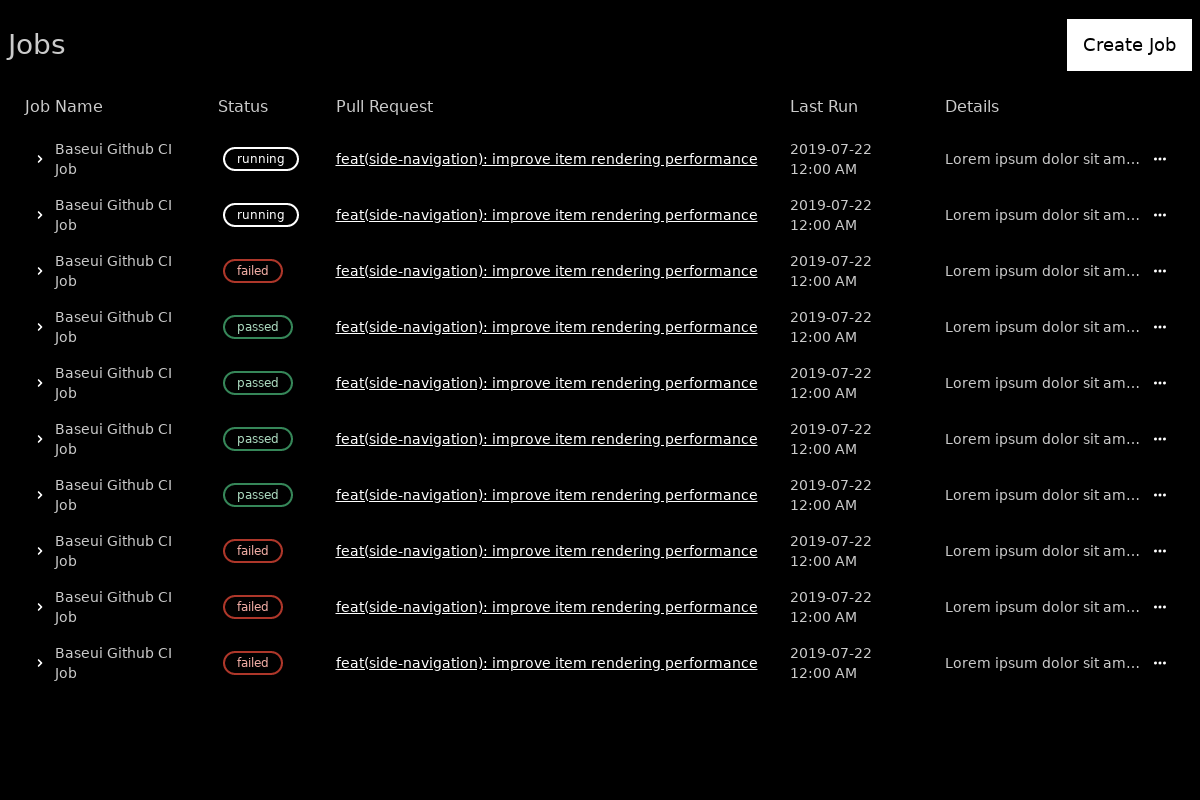 Jobs
Create Job
Job Name Status Pull Request Last Run Details
Baseui Github CI Job running feat(side-navigation): improve item rendering performance 2019-07-22 12:00 AM Lorem ipsum dolor sit am...
Baseui Github CI Job running feat(side-navigation): improve item rendering performance 2019-07-22 12:00 AM Lorem ipsum dolor sit am...
Baseui Github CI Job failed feat(side-navigation): improve item rendering performance 2019-07-22 12:00 AM Lorem ipsum dolor sit am...
Baseui Github CI Job passed feat(side-navigation): improve item rendering performance 2019-07-22 12:00 AM Lorem ipsum dolor sit am...
Baseui Github CI Job passed feat(side-navigation): improve item rendering performance 2019-07-22 12:00 AM Lorem ipsum dolor sit am...
Baseui Github CI Job passed feat(side-navigation): improve item rendering performance 2019-07-22 12:00 AM Lorem ipsum dolor sit am...
Baseui Github CI Job passed feat(side-navigation): improve item rendering performance 2019-07-22 12:00 AM Lorem ipsum dolor sit am...
Baseui Github CI Job failed feat(side-navigation): improve item rendering performance 2019-07-22 12:00 AM Lorem ipsum dolor sit am...
Baseui Github CI Job failed feat(side-navigation): improve item rendering performance 2019-07-22 12:00 AM Lorem ipsum dolor sit am...
Baseui Github CI Job failed feat(side-navigation): improve item rendering performance 2019-07-22 12:00 AM Lorem ipsum dolor sit am...